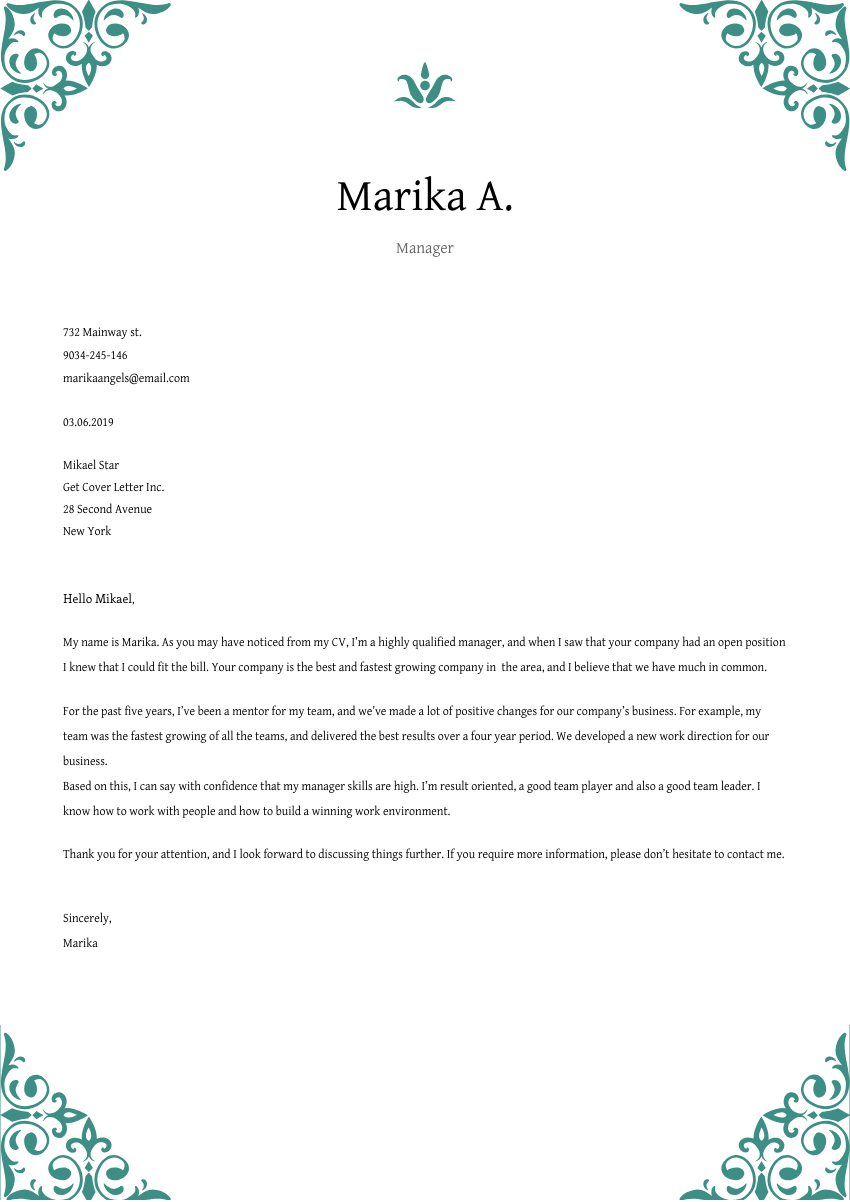 Marika A.
Manager
732 Mainway st.
9034-245-146
marikaangels@email.com
03.06.2019
Mikael Star
Get Cover Letter Inc.
28 Second Avenue
New York
Hello Mikael,
My name is Marika. As you may have noticed from my CV, I’m a highly qualified manager, and when I saw that your company had an open position
I knew that I could fit the bill. Your company is the best and fastest growing company in  the area, and I believe that we have much in common.
For the past five years, I’ve been a mentor for my team, and we’ve made a lot of positive changes for our company’s business. For example, my
team was the fastest growing of all the teams, and delivered the best results over a four year period. We developed a new work direction for our
business.
Based on this, I can say with confidence that my manager skills are high. I’m result oriented, a good team player and also a good team leader. I
know how to work with people and how to build a winning work environment.
Thank you for your attention, and I look forward to discussing things further. If you require more information, please don’t hesitate to contact me.
Sincerely,
Marika